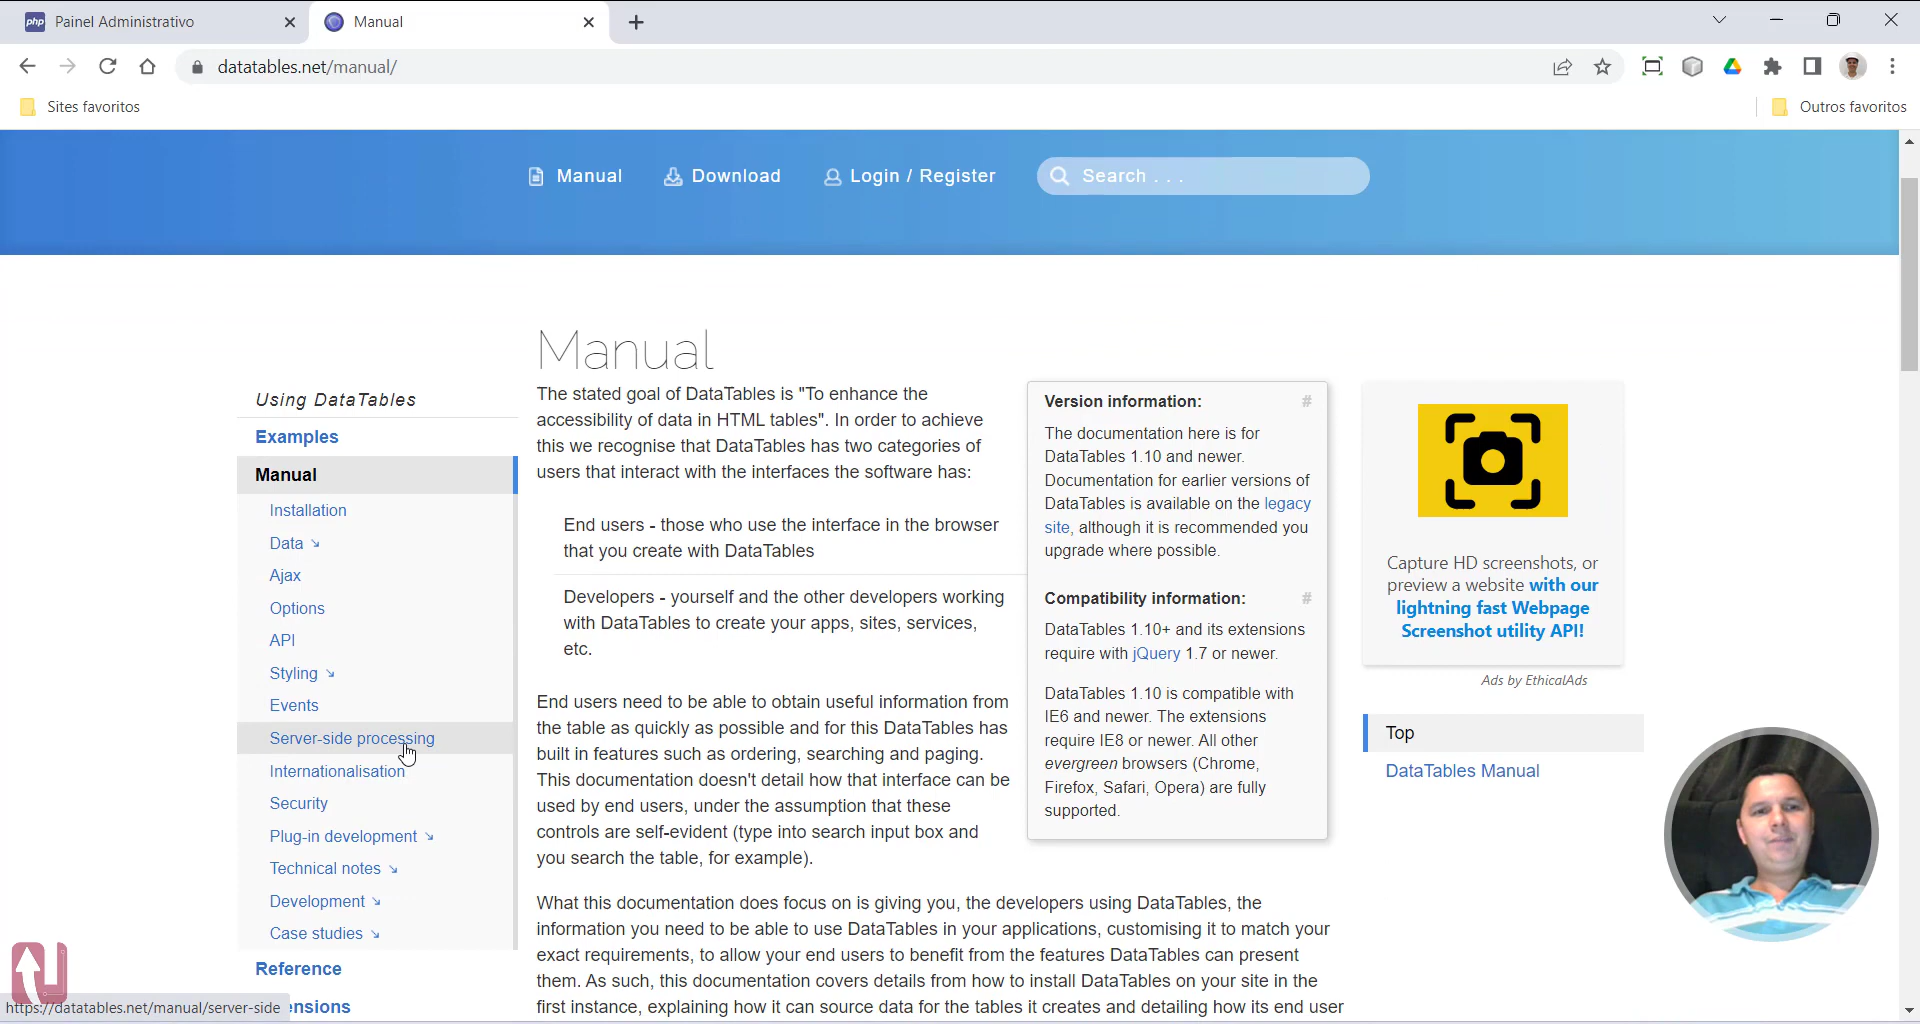 php Painel Administrativo
Manual
datatables.net/manual/
Sites favoritos
Outros favoritos
Manual
Download
Login / Register
Search . . .
Manual
Using DataTables
Examples
Manual
Installation
Data ↘
Ajax
Options
API
Styling ↘
Events
Server-side processing
Internationalisation
Security
Plug-in development ↘
Technical notes ↘
Development ↘
Case studies ↘
Reference
ensions
https://datatables.net/manual/server-side
The stated goal of DataTables is "To enhance the
accessibility of data in HTML tables". In order to achieve
this we recognise that DataTables has two categories of
users that interact with the interfaces the software has:
End users - those who use the interface in the browser
that you create with DataTables
Developers - yourself and the other developers working
with DataTables to create your apps, sites, services,
etc.
End users need to be able to obtain useful information from
the table as quickly as possible and for this DataTables has
built in features such as ordering, searching and paging.
This documentation doesn't detail how that interface can be
used by end users, under the assumption that these
controls are self-evident (type into search input box and
you search the table, for example).
What this documentation does focus on is giving you, the developers using DataTables, the
information you need to be able to use DataTables in your applications, customising it to match your
exact requirements, to allow your end users to benefit from the features DataTables can present
them. As such, this documentation covers details from how to install DataTables on your site in the
first instance, explaining how it can source data for the tables it creates and detailing how its end user
Version information: #
The documentation here is for
DataTables 1.10 and newer.
Documentation for earlier versions of
DataTables is available on the legacy
site, although it is recommended you
upgrade where possible.
Compatibility information: #
DataTables 1.10+ and its extensions
require with jQuery 1.7 or newer.
DataTables 1.10 is compatible with
IE6 and newer. The extensions
require IE8 or newer. All other
evergreen browsers (Chrome,
Firefox, Safari, Opera) are fully
supported.
Capture HD screenshots, or
preview a website with our
lightning fast Webpage
Screenshot utility API!
Ads by EthicalAds
Top
DataTables Manual